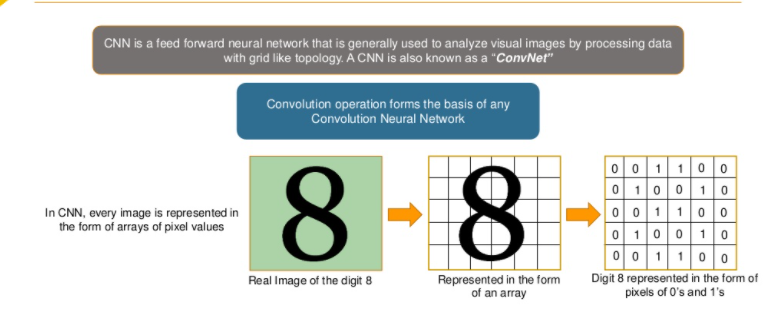 CNN is a feed forward neural network that is generally used to analyze visual images by processing data
with grid like topology. A CNN is also known as a “ConvNet”
Convolution operation forms the basis of any
Convolution Neural Network
In CNN, every image is represented in
the form of arrays of pixel values
8
8
0 0 1 1 0 0
0 1 0 0 1 0
0 0 1 1 0 0
0 1 0 0 1 0
0 0 1 1 0 0
Real Image of the digit 8
Represented in the form
of an array
Digit 8 represented in the form of
pixels of 0’s and 1’s